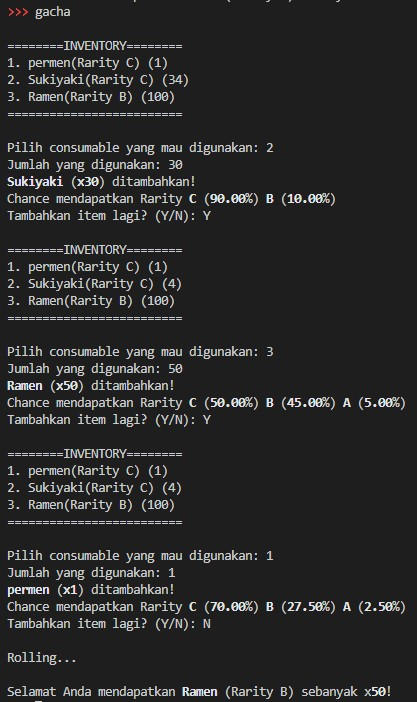 >>> gacha
========INVENTORY========
1. permen(Rarity C) (1)
2. Sukiyaki(Rarity C) (34)
3. Ramen(Rarity B) (100)
=========================
Pilih consumable yang mau digunakan: 2
Jumlah yang digunakan: 30
Sukiyaki (x30) ditambahkan!
Chance mendapatkan Rarity C (90.00%) B (10.00%)
Tambahkan item lagi? (Y/N): Y
========INVENTORY========
1. permen(Rarity C) (1)
2. Sukiyaki(Rarity C) (4)
3. Ramen(Rarity B) (100)
=========================
Pilih consumable yang mau digunakan: 3
Jumlah yang digunakan: 50
Ramen (x50) ditambahkan!
Chance mendapatkan Rarity C (50.00%) B (45.00%) A (5.00%)
Tambahkan item lagi? (Y/N): Y
========INVENTORY========
1. permen(Rarity C) (1)
2. Sukiyaki(Rarity C) (4)
3. Ramen(Rarity B) (100)
=========================
Pilih consumable yang mau digunakan: 1
Jumlah yang digunakan: 1
permen (x1) ditambahkan!
Chance mendapatkan Rarity C (70.00%) B (27.50%) A (2.50%)
Tambahkan item lagi? (Y/N): N
Rolling...
Selamat Anda mendapatkan Ramen (Rarity B) sebanyak x50!